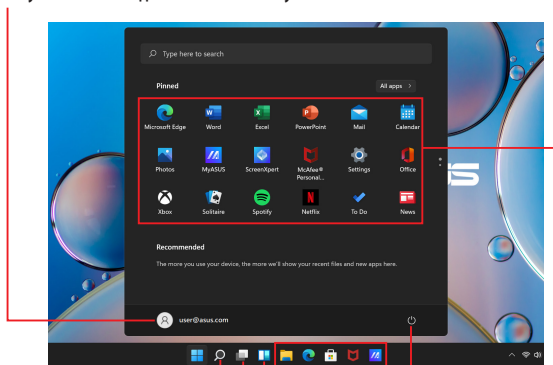 Type here to search
Pinned
All apps >
Microsoft Edge Word Excel PowerPoint Mail Calendar
Photos MyASUS ScreenXpert McAfee® Personal... Settings Office
Xbox Solitaire Spotify Netflix To Do News
Recommended
The more you use your device, the more we'll show your recent files and new apps here.
user@asus.com